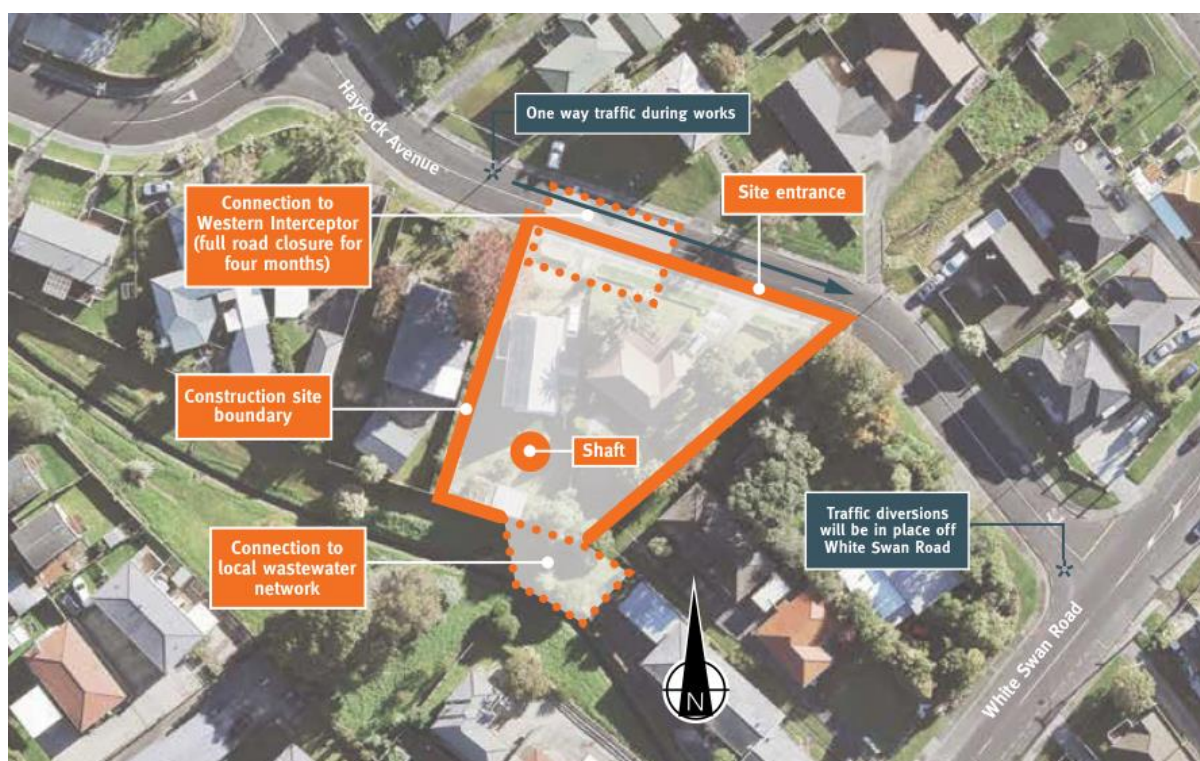 Haycock Avenue
One way traffic during works
Connection to
Western Interceptor
(full road closure for
four months)
Site entrance
Construction site
boundary
Shaft
Traffic diversions
will be in place off
White Swan Road
Connection to
local wastewater
network
N
White Swan Road